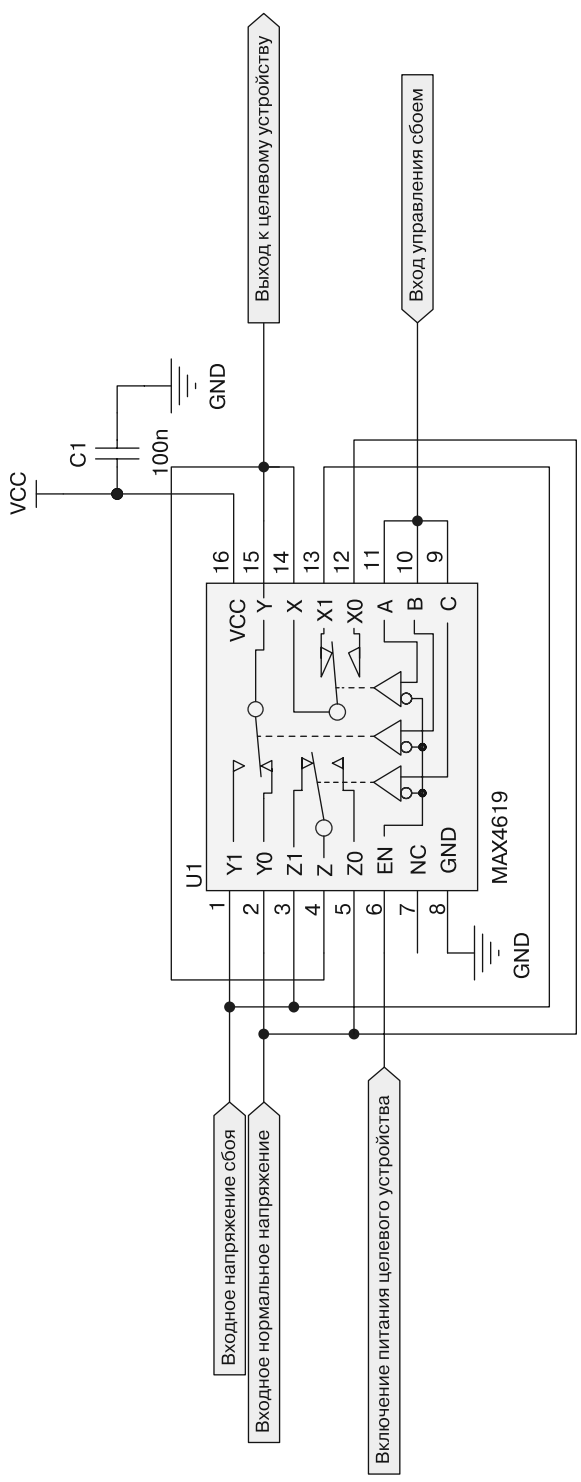 Входное напряжение сбоя
Входное нормальное напряжение
Включение питания целевого устройства
U1
1
2
3
4
5
6
7
8
Y1
Y0
Z1
Z
Z0
EN
NC
GND
GND
MAX4619
VCC
Y
X
X1
X0
A
B
C
16
15
14
13
12
11
10
9
VCC
C1
100n
GND
Выход к целевому устройству
Вход управления сбоем